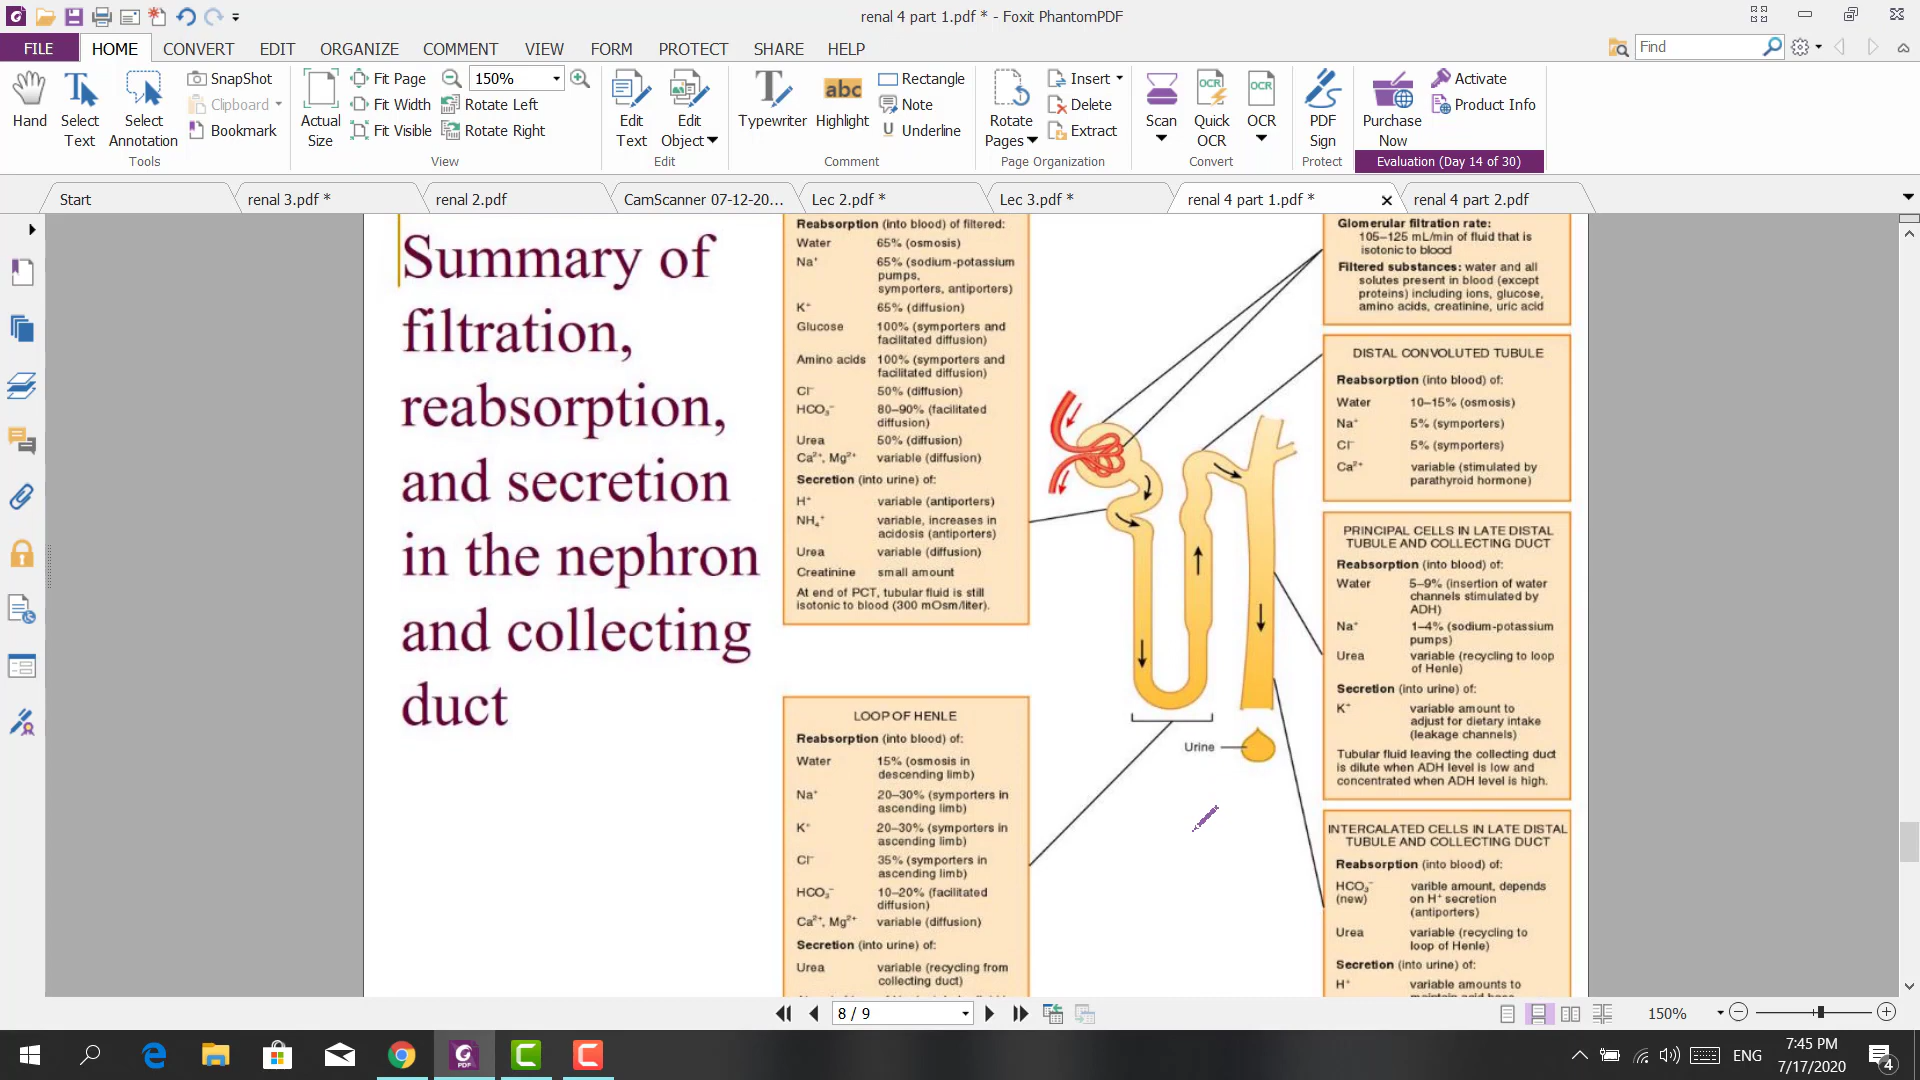 renal 4 part 1.pdf * - Foxit PhantomPDF
FILE HOME CONVERT EDIT ORGANIZE COMMENT VIEW FORM PROTECT SHARE HELP
Find
Hand
Select Text
Select Annotation
SnapShot
Clipboard
Bookmark
Tools
Actual Size
Fit Page
Fit Width
Fit Visible
150%
Rotate Left
Rotate Right
View
Edit Text
Edit Object
Edit
Typewriter
abc
Highlight
Rectangle
Note
Underline
Comment
Rotate Pages
Insert
Delete
Extract
Page Organization
Scan
OCR
Quick OCR
OCR
OCR
Convert
PDF Sign
Protect
Purchase Now
Activate
Product Info
Evaluation (Day 14 of 30)
Start
renal 3.pdf *
renal 2.pdf
CamScanner 07-12-20...
Lec 2.pdf *
Lec 3.pdf *
renal 4 part 1.pdf *
renal 4 part 2.pdf
Summary of
filtration,
reabsorption,
and secretion
in the nephron
and collecting
duct
Reabsorption (into blood) of filtered:
Water 65% (osmosis)
Na⁺ 65% (sodium-potassium
pumps,
symporters, antiporters)
K⁺ 65% (diffusion)
Glucose 100% (symporters and
facilitated diffusion)
Amino acids 100% (symporters and
facilitated diffusion)
Cl⁻ 50% (diffusion)
HCO₃⁻ 80–90% (facilitated
diffusion)
Urea 50% (diffusion)
Ca²⁺, Mg²⁺ variable (diffusion)
Secretion (into urine) of:
H⁺ variable (antiporters)
NH₄⁺ variable, increases in
acidosis (antiporters)
Urea variable (diffusion)
Creatinine small amount
At end of PCT, tubular fluid is still
isotonic to blood (300 mOsm/liter).
LOOP OF HENLE
Reabsorption (into blood) of:
Water 15% (osmosis in
descending limb)
Na⁺ 20–30% (symporters in
ascending limb)
K⁺ 20–30% (symporters in
ascending limb)
Cl⁻ 35% (symporters in
ascending limb)
HCO₃⁻ 10–20% (facilitated
diffusion)
Ca²⁺, Mg²⁺ variable (diffusion)
Secretion (into urine) of:
Urea variable (recycling from
collecting duct)
Urine
Glomerular filtration rate:
105–125 mL/min of fluid that is
isotonic to blood
Filtered substances: water and all
solutes present in blood (except
proteins) including ions, glucose,
amino acids, creatinine, uric acid
DISTAL CONVOLUTED TUBULE
Reabsorption (into blood) of:
Water 10–15% (osmosis)
Na⁺ 5% (symporters)
Cl⁻ 5% (symporters)
Ca²⁺ variable (stimulated by
parathyroid hormone)
PRINCIPAL CELLS IN LATE DISTAL
TUBULE AND COLLECTING DUCT
Reabsorption (into blood) of:
Water 5–9% (insertion of water
channels stimulated by
ADH)
Na⁺ 1–4% (sodium-potassium
pumps)
Urea variable (recycling to loop
of Henle)
Secretion (into urine) of:
K⁺ variable amount to
adjust for dietary intake
(leakage channels)
Tubular fluid leaving the collecting duct
is dilute when ADH level is low and
concentrated when ADH level is high.
INTERCALATED CELLS IN LATE DISTAL
TUBULE AND COLLECTING DUCT
Reabsorption (into blood) of:
HCO₃⁻ varible amount, depends
(new) on H⁺ secretion
(antiporters)
Urea variable (recycling to
loop of Henle)
Secretion (into urine) of:
H⁺ variable amounts to
8 / 9
150%
PDF
ENG
7:45 PM
7/17/2020
4